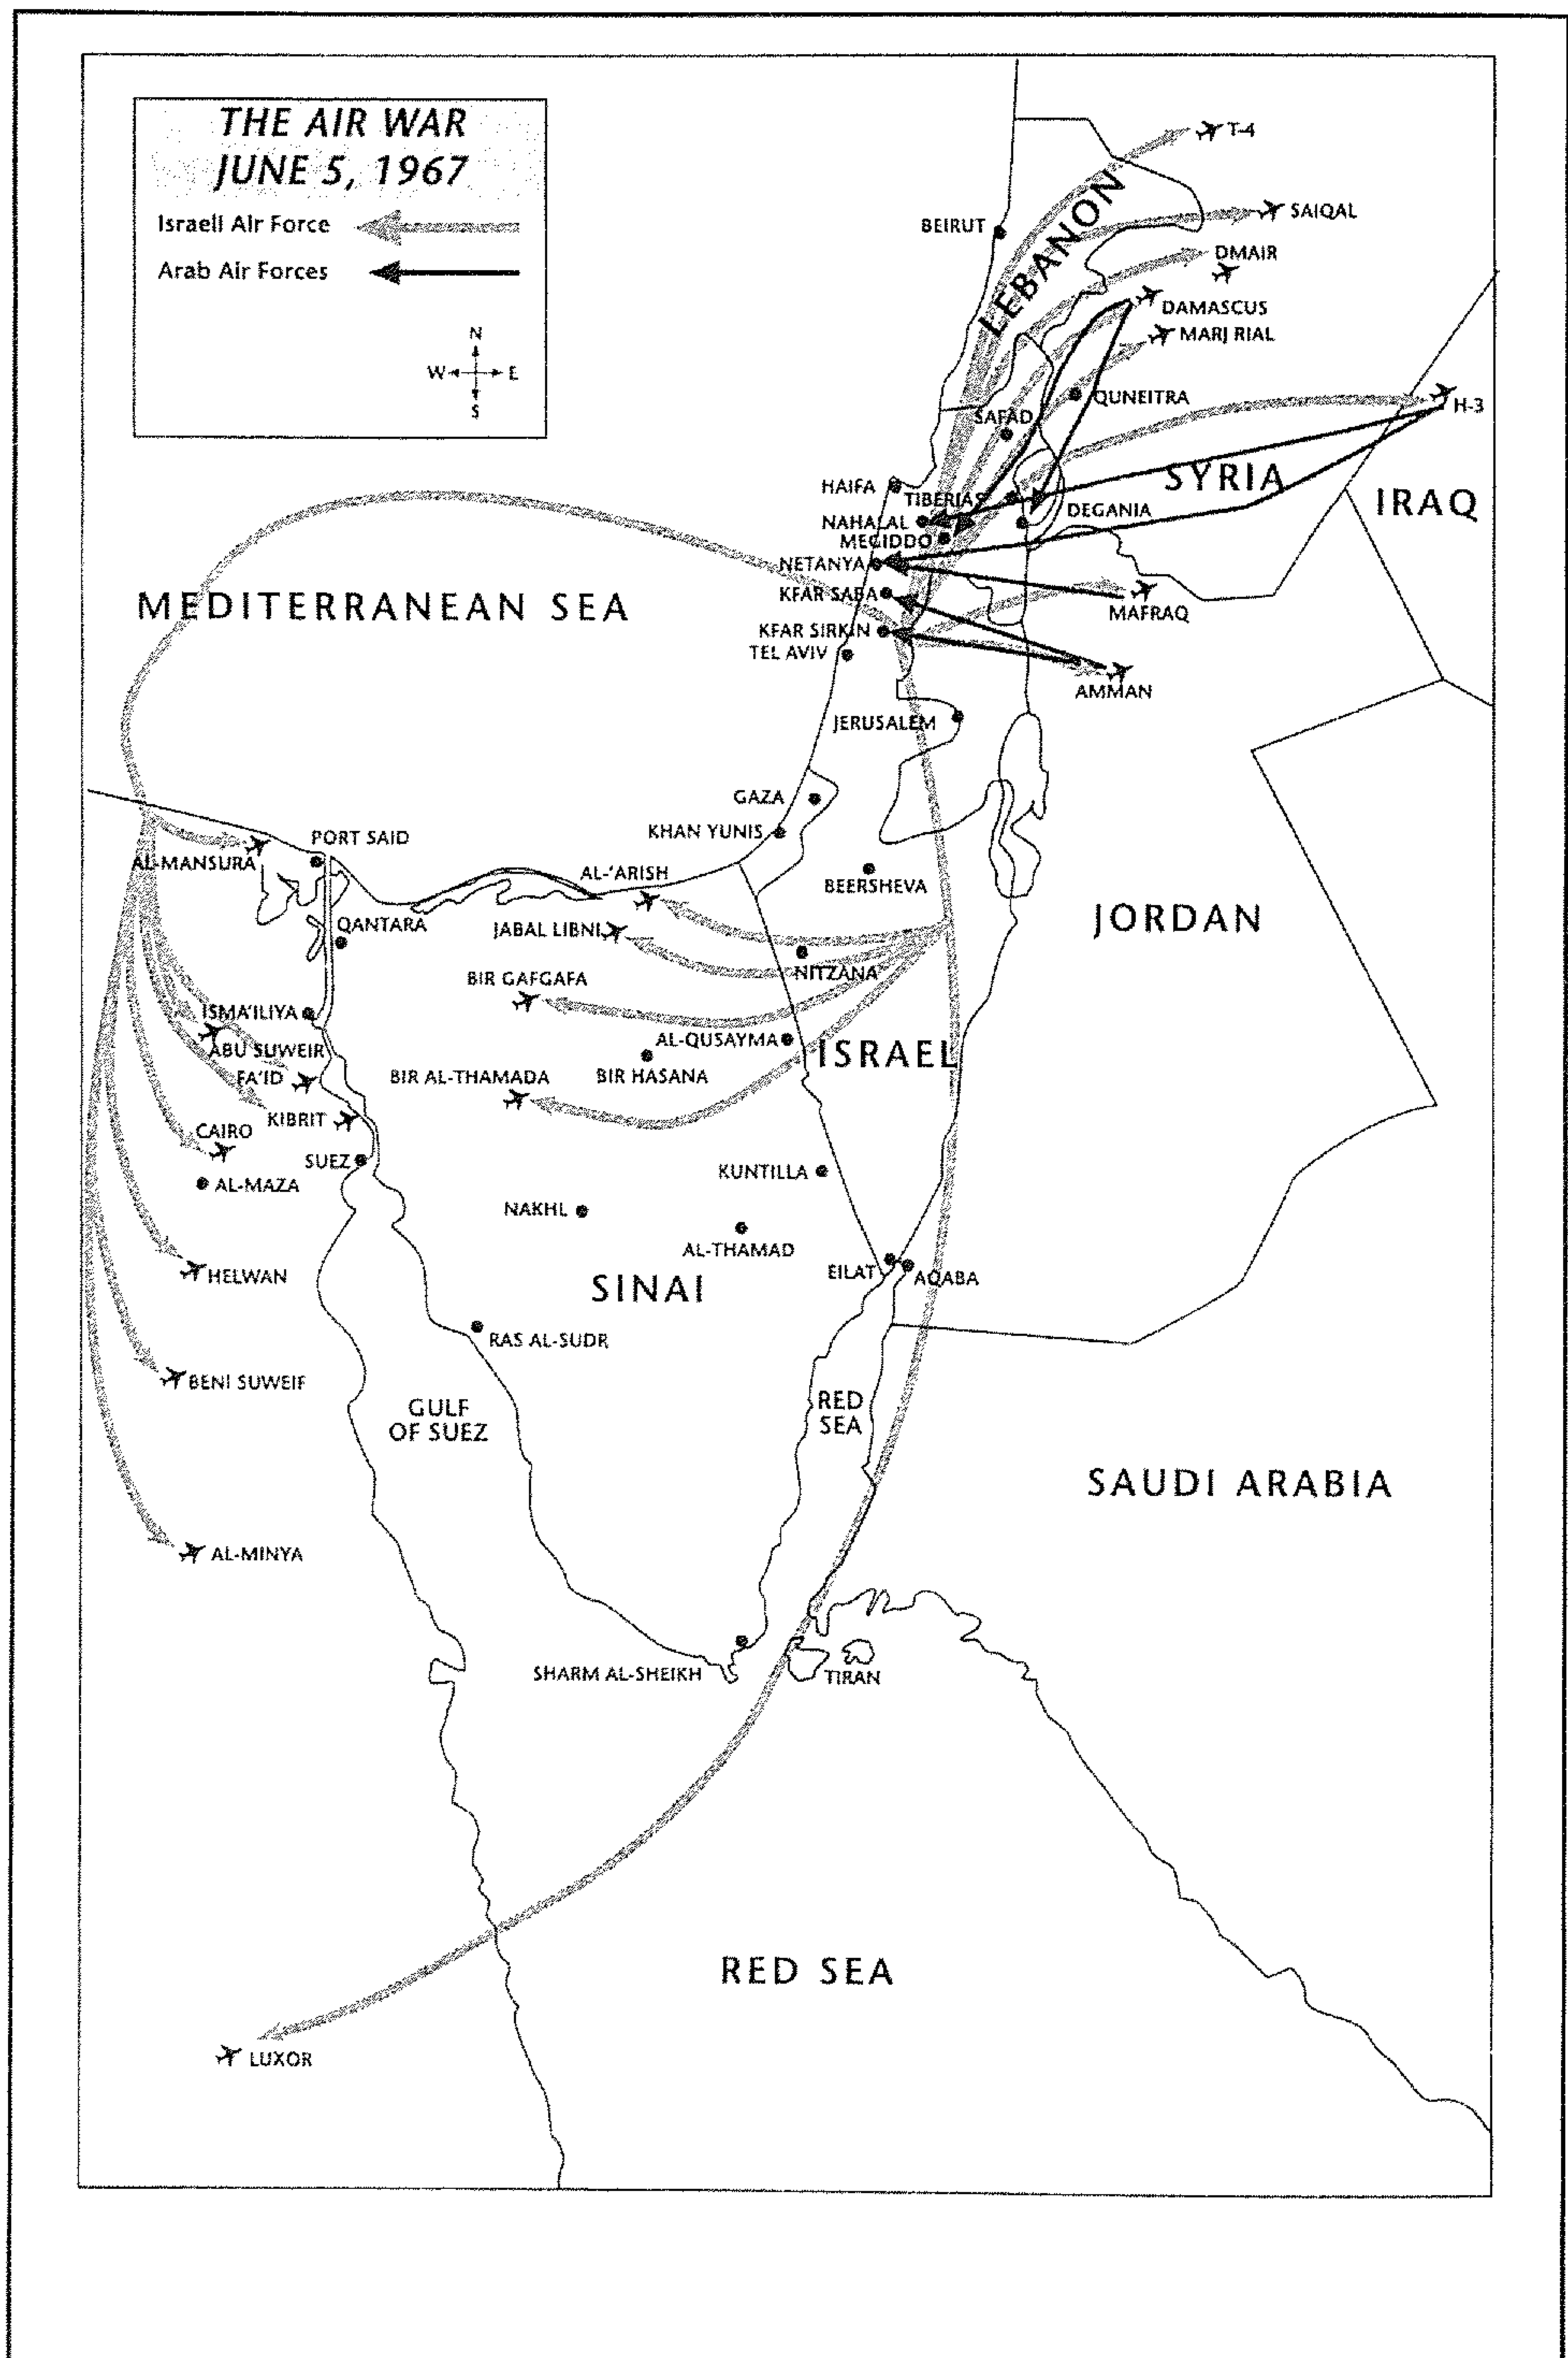 THE AIR WAR
JUNE 5, 1967
Israeli Air Force
Arab Air Forces
N
W
E
S
T-4
BEIRUT
SAIQAL
LEBANON
DMAIR
DAMASCUS
MARJ RIAL
QUNEITRA
H-3
SAFAD
HAIFA
TIBERIAS
SYRIA
IRAQ
NAHALAL
DEGANIA
MEGIDDO
NETANYA
KFAR SABA
MEDITERRANEAN SEA
MAFRAQ
KFAR SIRKIN
TEL AVIV
AMMAN
JERUSALEM
GAZA
KHAN YUNIS
PORT SAID
AL-MANSURA
AL-'ARISH
BEERSHEVA
QANTARA
JABAL LIBNI
JORDAN
NITZANA
BIR GAFGAFA
ISMA'ILIYA
ABU SUWEIR
AL-QUSAYMA
ISRAEL
FA'ID
BIR AL-THAMADA
BIR HASANA
KIBRIT
CAIRO
SUEZ
AL-MAZA
KUNTILLA
NAKHL
AL-THAMAD
HELWAN
SINAI
EILAT
AQABA
RAS AL-SUDR
BENI SUWEIF
GULF
OF SUEZ
RED
SEA
SAUDI ARABIA
AL-MINYA
SHARM AL-SHEIKH
TIRAN
RED SEA
LUXOR